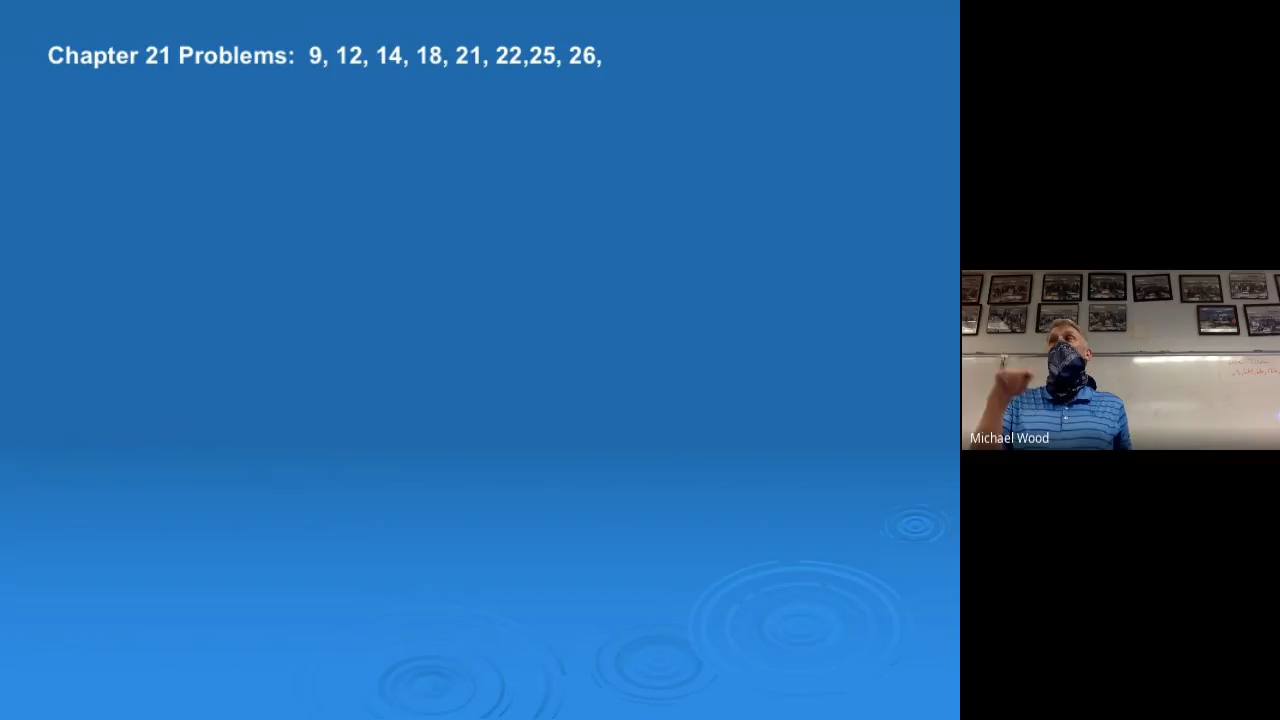 Chapter 21 Problems:  9, 12, 14, 18, 21, 22,25, 26,
Michael Wood